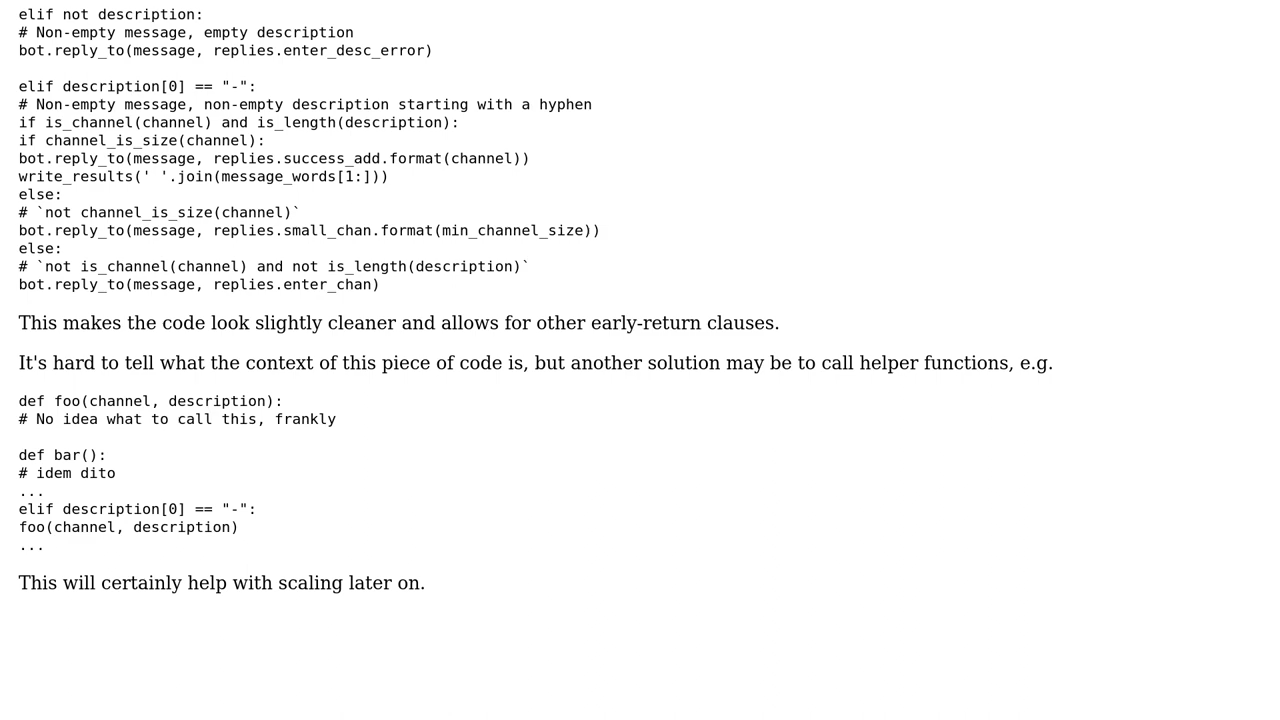 elif not description:
# Non-empty message, empty description
bot.reply_to(message, replies.enter_desc_error)

elif description[0] == "-":
# Non-empty message, non-empty description starting with a hyphen
if is_channel(channel) and is_length(description):
if channel_is_size(channel):
bot.reply_to(message, replies.success_add.format(channel))
write_results(' '.join(message_words[1:]))
else:
# `not channel_is_size(channel)`
bot.reply_to(message, replies.small_chan.format(min_channel_size))
else:
# `not is_channel(channel) and not is_length(description)`
bot.reply_to(message, replies.enter_chan)

This makes the code look slightly cleaner and allows for other early-return clauses.

It's hard to tell what the context of this piece of code is, but another solution may be to call helper functions, e.g.

def foo(channel, description):
# No idea what to call this, frankly

def bar():
# idem dito
...
elif description[0] == "-":
foo(channel, description)
...

This will certainly help with scaling later on.